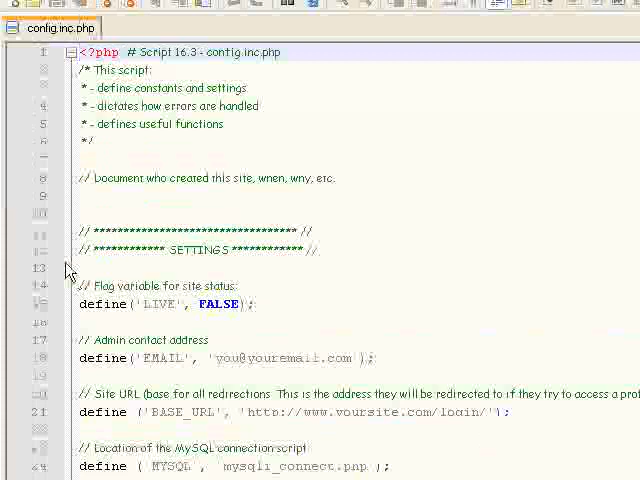 config.inc.php
1 <?php # Script 16.3 - config.inc.php
/* This script:
* - define constants and settings
4 * - dictates how errors are handled
5 * - defines useful functions
6 */
8 // Document who created this site, when, why, etc.
9
10
11 // ********************************** //
12 // ************ SETTINGS ************ //
13
14 // Flag variable for site status:
15 define('LIVE', FALSE);
16
17 // Admin contact address
18 define('EMAIL', 'you@youremail.com');
19
20 // Site URL (base for all redirections This is the address they will be redirected to if they try to access a
21 define ('BASE_URL', 'http://www.yoursite.com/login/');
// Location of the MySQL connection script
24 define ('MYSQL', 'mysqli_connect.php');